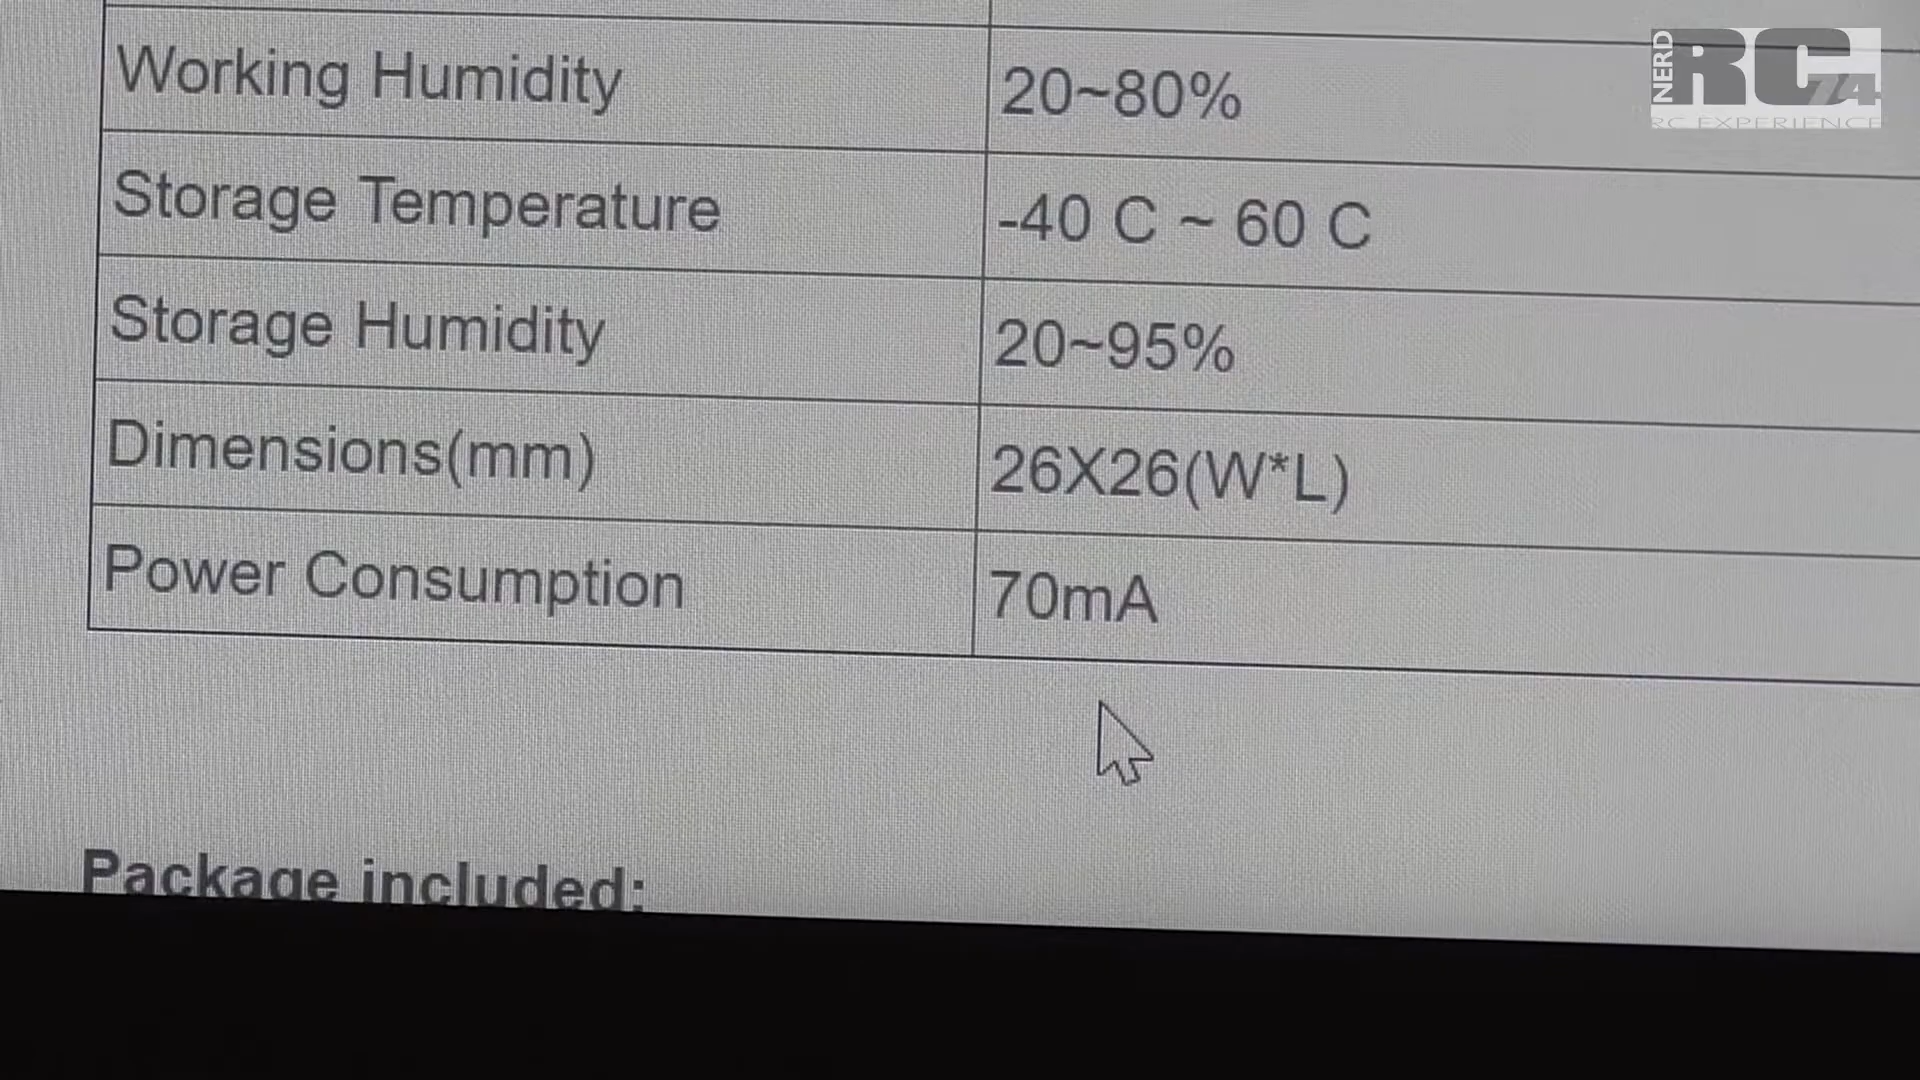 Working Humidity 20~80%
Storage Temperature -40 C ~ 60 C
Storage Humidity 20~95%
Dimensions(mm) 26X26(W*L)
Power Consumption 70mA
Package included:
NERD RC 74
RC EXPERIENCE